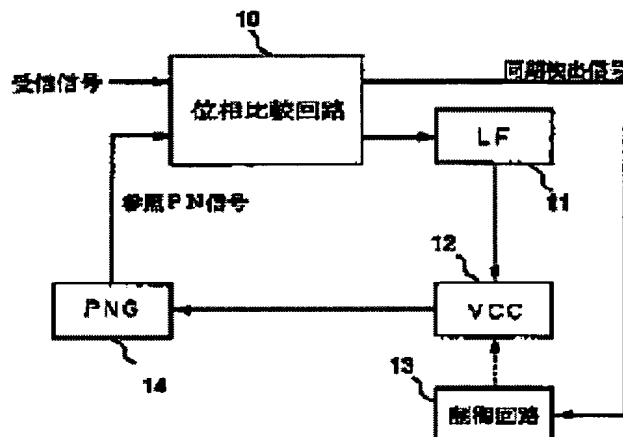 10
受信信号
同期検出信号
位相比較回路
LF
11
参照PN信号
12
PNG
VCC
14
13
制御回路